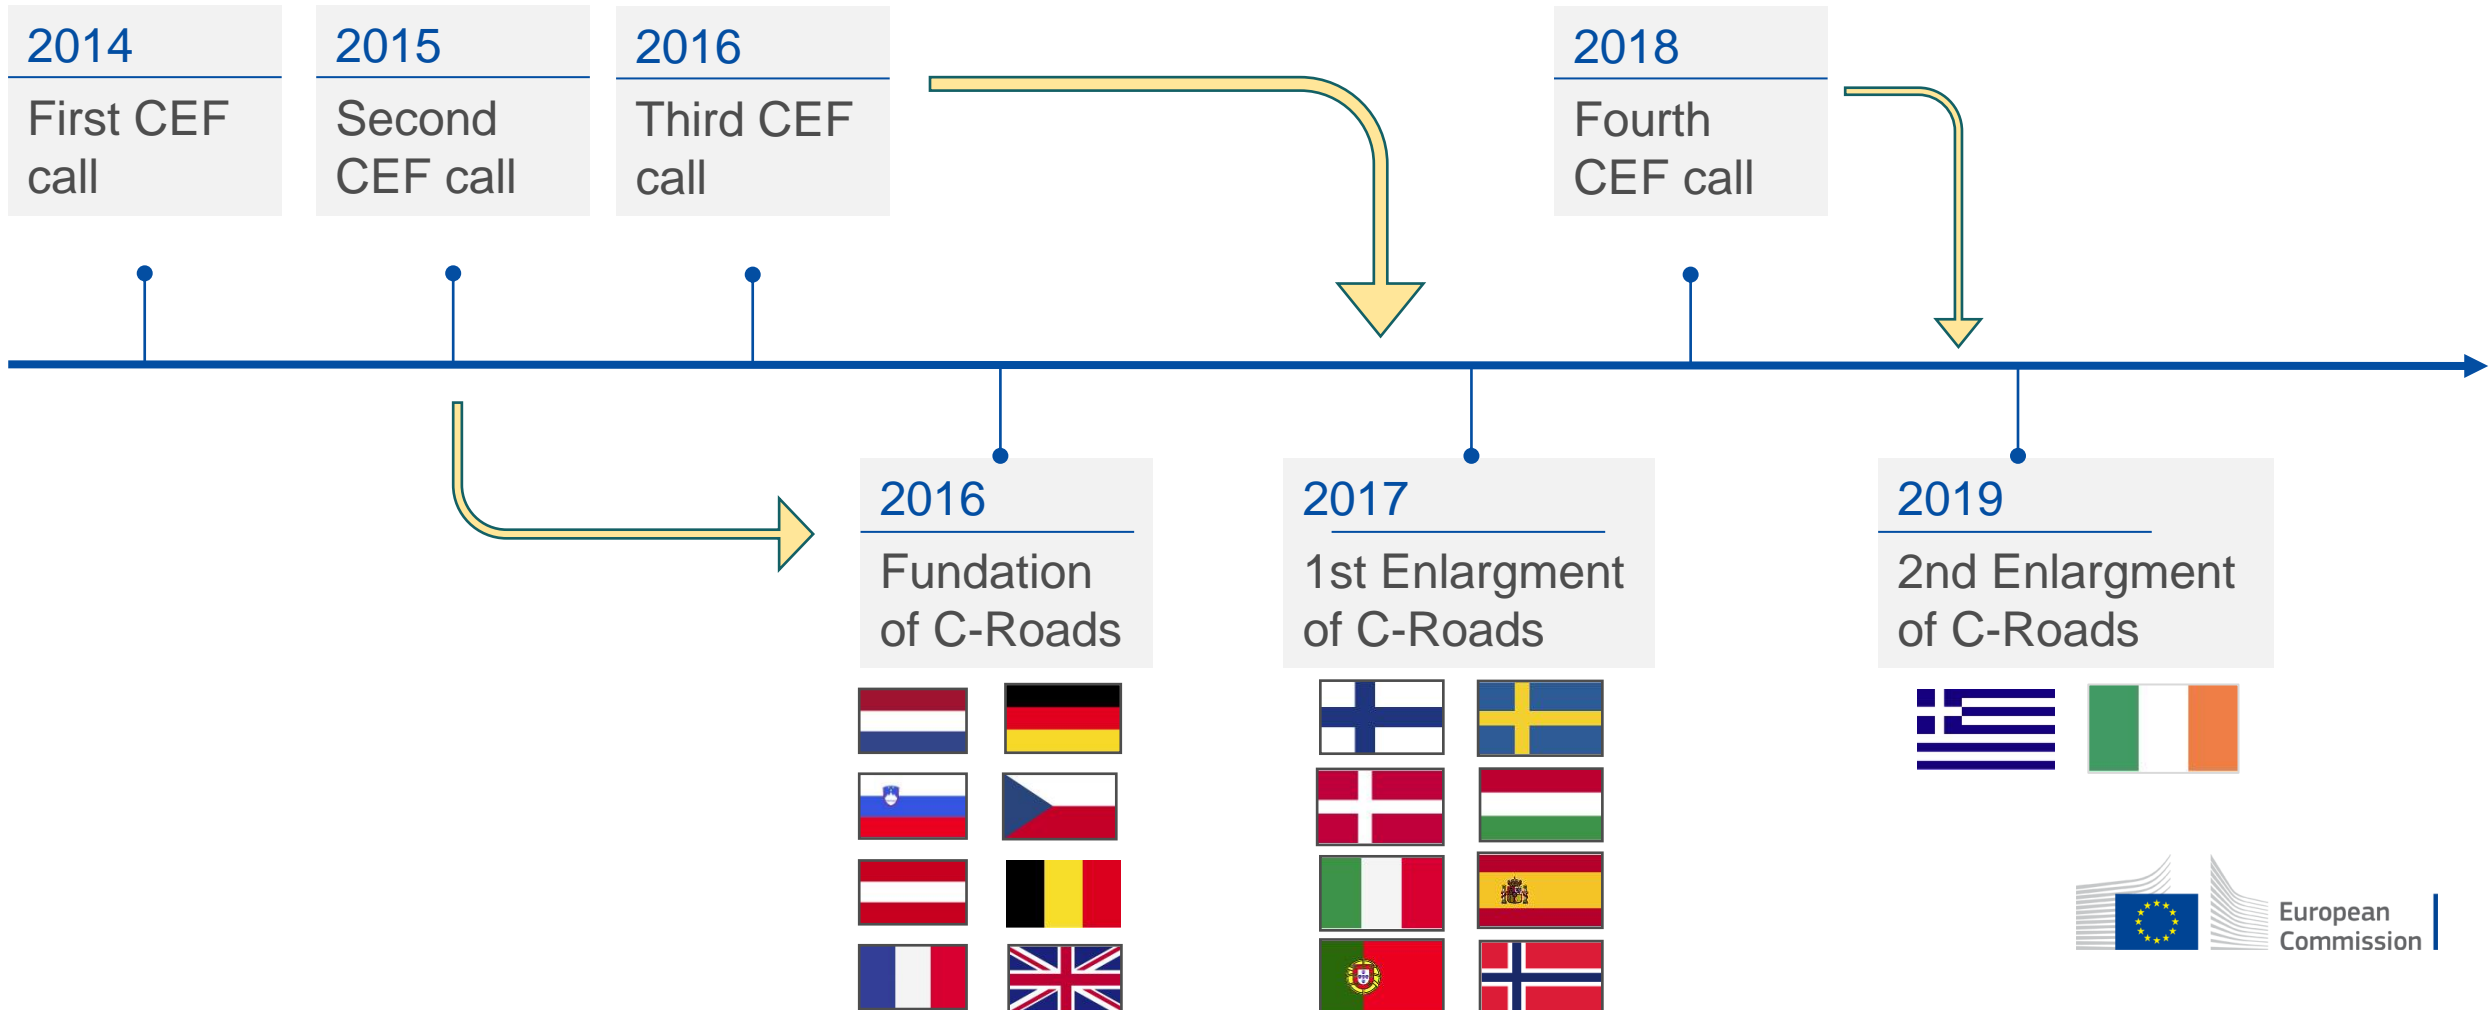 2014
First CEF
call
2015
Second
CEF call
2016
Third CEF
call
2018
Fourth
CEF call
2016
Fundation
of C-Roads
2017
1st Enlargment
of C-Roads
2019
2nd Enlargment
of C-Roads
European
Commission